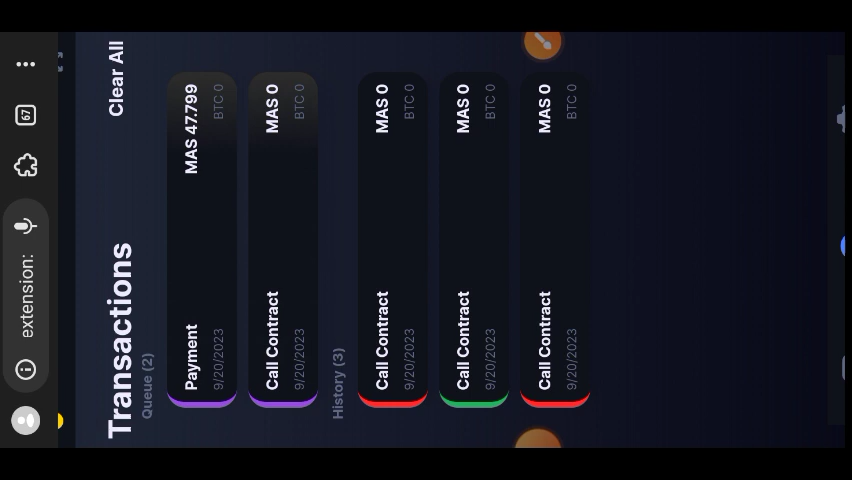 extension:
67
Transactions
Clear All
Queue (2)
Payment
MAS 47.799
9/20/2023
BTC 0
Call Contract
MAS 0
9/20/2023
BTC 0
History (3)
Call Contract
MAS 0
9/20/2023
BTC 0
Call Contract
MAS 0
9/20/2023
BTC 0
Call Contract
MAS 0
9/20/2023
BTC 0